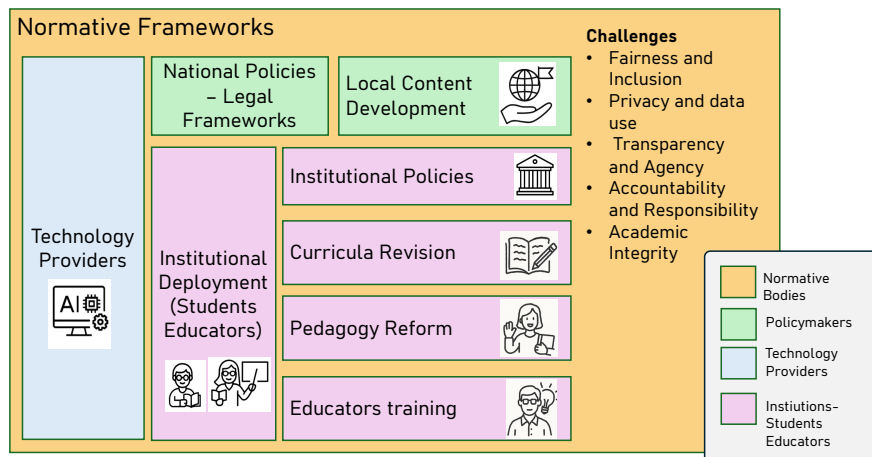 Normative Frameworks
Technology
Providers
AI
National Policies
– Legal
Frameworks
Local Content
Development
Institutional
Deployment
(Students
Educators)
Institutional Policies
Curricula Revision
Pedagogy Reform
Educators training
Challenges
• Fairness and
Inclusion
• Privacy and data
use
• Transparency
and Agency
• Accountability
and Responsibility
• Academic
Integrity
Normative
Bodies
Policymakers
Technology
Providers
Instiutions-
Students
Educators